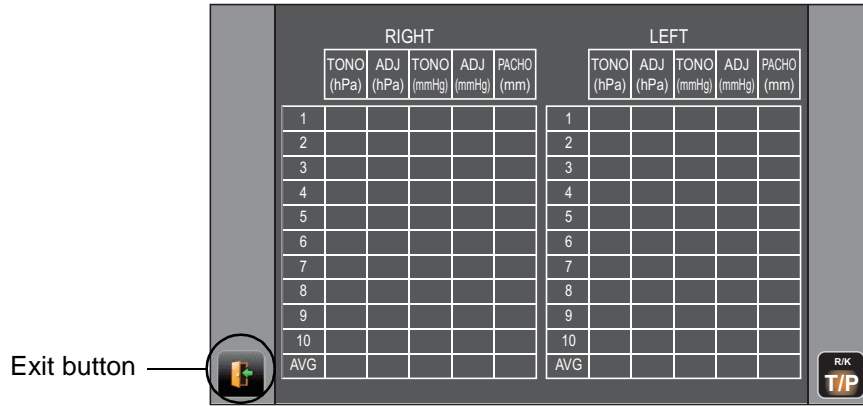 RIGHT LEFT
TONO (hPa) ADJ (hPa) TONO (mmHg) ADJ (mmHg) PACHO (mm) TONO (hPa) ADJ (hPa) TONO (mmHg) ADJ (mmHg) PACHO (mm)
1 1
2 2
3 3
4 4
5 5
6 6
7 7
8 8
9 9
10 10
AVG AVG
Exit button
R/K
T/P